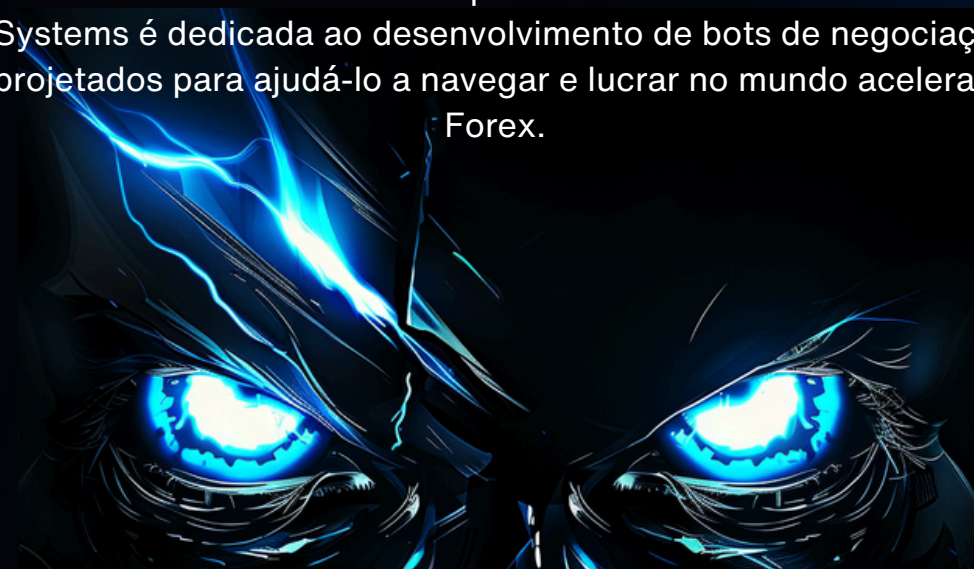 Systems é dedicada ao desenvolvimento de bots de negociaç
projetados para ajudá-lo a navegar e lucrar no mundo acelera
Forex.